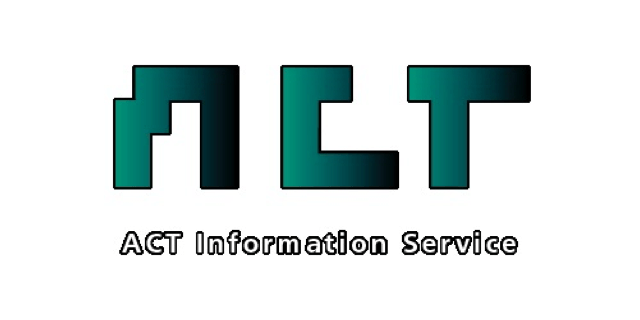 ACT
ACT Information Service